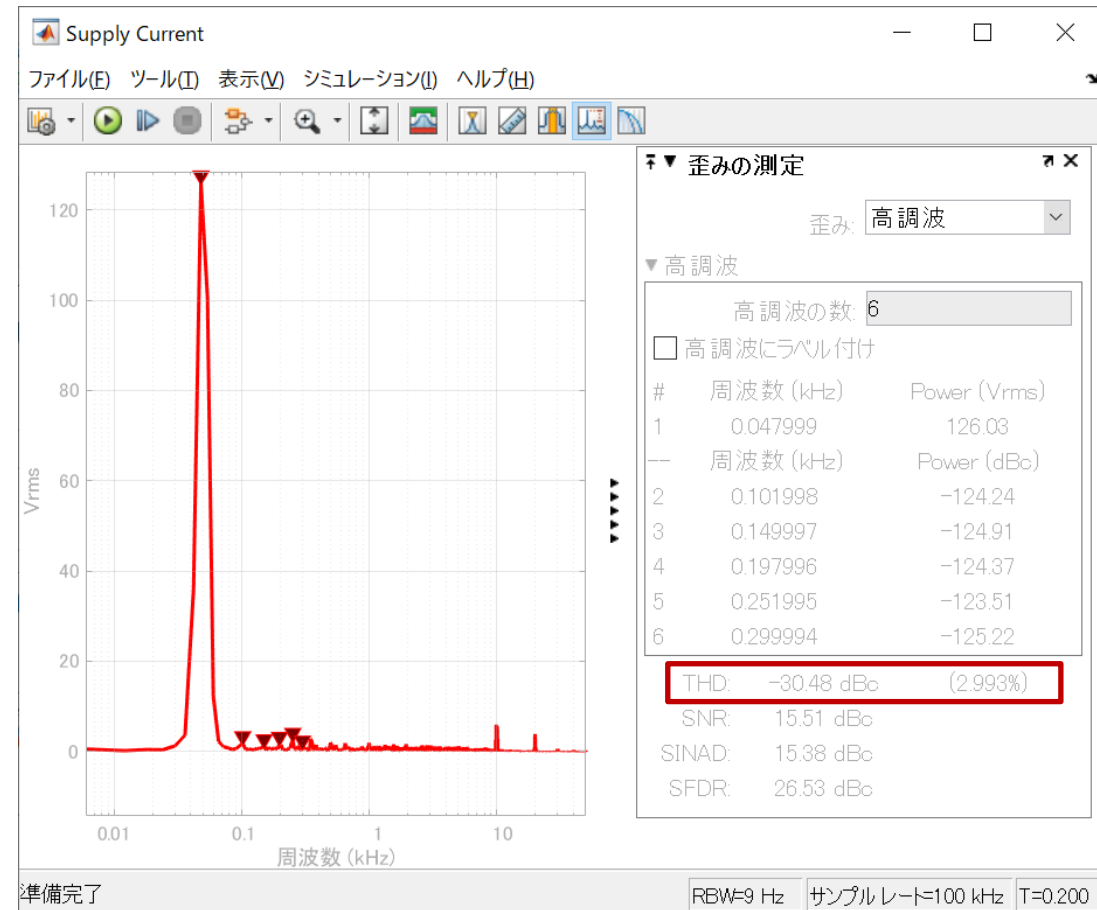 Supply Current
ファイル(F) ツール(T) 表示(V) シミュレーション(I) ヘルプ(H)
120
100
80
60
40
20
0
Vrms
0.01 0.1 1 10
周波数 (kHz)
歪みの測定
歪み: 高調波
高調波
高調波の数: 6
高調波にラベル付け
# 周波数 (kHz) Power (Vrms)
1 0.047999 126.03
-- 周波数 (kHz) Power (dBc)
2 0.101998 -124.24
3 0.149997 -124.91
4 0.197996 -124.37
5 0.251995 -123.51
6 0.299994 -125.22
THD: -30.48 dBc (2.993%)
SNR: 15.51 dBc
SINAD: 15.38 dBc
SFDR: 26.53 dBc
準備完了 RBW=9 Hz サンプル レート=100 kHz T=0.200